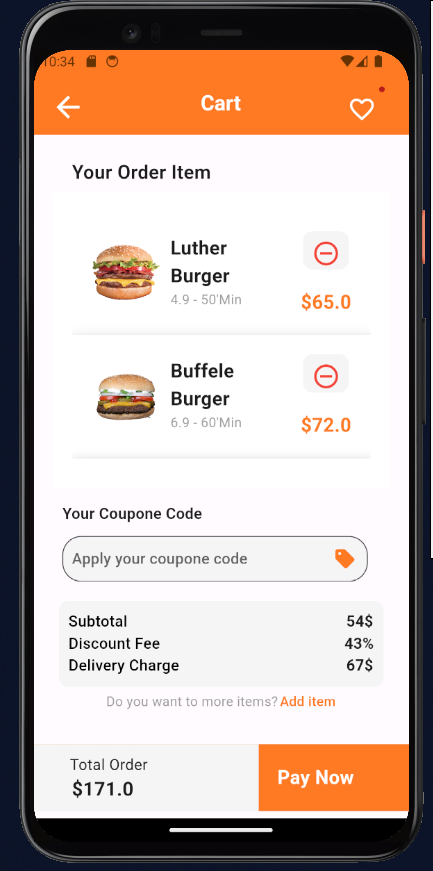 10:34
Cart
Your Order Item
Luther
Burger
4.9 - 50'Min
$65.0
Buffele
Burger
6.9 - 60'Min
$72.0
Your Coupone Code
Apply your coupone code
Subtotal 54$
Discount Fee 43%
Delivery Charge 67$
Do you want to more items? Add item
Total Order
$171.0
Pay Now